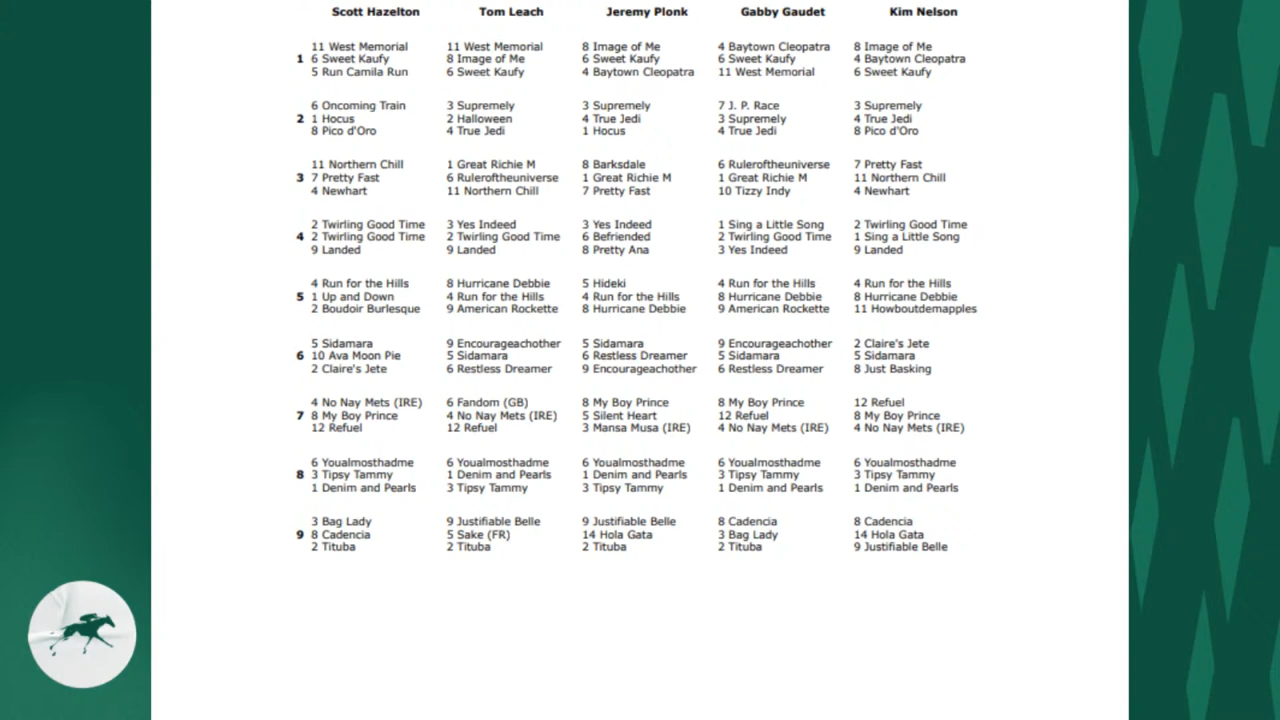 Scott Hazelton Tom Leach Jeremy Plonk Gabby Gaudet Kim Nelson
11 West Memorial 11 West Memorial 8 Image of Me 4 Baytown Cleopatra 8 Image of Me
1 6 Sweet Kaufy 8 Image of Me 6 Sweet Kaufy 6 Sweet Kaufy 4 Baytown Cleopatra
5 Run Camila Run 6 Sweet Kaufy 4 Baytown Cleopatra 11 West Memorial 6 Sweet Kaufy
6 Oncoming Train 3 Supremely 3 Supremely 7 J. P. Race 3 Supremely
2 1 Hocus 2 Halloween 4 True Jedi 3 Supremely 4 True Jedi
8 Pico d'Oro 4 True Jedi 1 Hocus 4 True Jedi 8 Pico d'Oro
11 Northern Chill 1 Great Richie M 8 Barksdale 6 Ruleroftheuniverse 7 Pretty Fast
3 7 Pretty Fast 6 Ruleroftheuniverse 1 Great Richie M 1 Great Richie M 11 Northern Chill
4 Newhart 11 Northern Chill 7 Pretty Fast 10 Tizzy Indy 4 Newhart
2 Twirling Good Time 3 Yes Indeed 3 Yes Indeed 1 Sing a Little Song 2 Twirling Good Time
4 2 Twirling Good Time 2 Twirling Good Time 6 Befriended 2 Twirling Good Time 1 Sing a Little Song
9 Landed 9 Landed 8 Pretty Ana 3 Yes Indeed 9 Landed
4 Run for the Hills 8 Hurricane Debbie 5 Hideki 4 Run for the Hills 4 Run for the Hills
5 1 Up and Down 4 Run for the Hills 4 Run for the Hills 8 Hurricane Debbie 8 Hurricane Debbie
2 Boudoir Burlesque 9 American Rockette 8 Hurricane Debbie 9 American Rockette 11 Howboutdemapples
5 Sidamara 9 Encourageachother 5 Sidamara 9 Encourageachother 2 Claire's Jete
6 10 Ava Moon Pie 5 Sidamara 6 Restless Dreamer 5 Sidamara 5 Sidamara
2 Claire's Jete 6 Restless Dreamer 9 Encourageachother 6 Restless Dreamer 8 Just Basking
4 No Nay Mets (IRE) 6 Fandom (GB) 8 My Boy Prince 8 My Boy Prince 12 Refuel
7 8 My Boy Prince 4 No Nay Mets (IRE) 5 Silent Heart 12 Refuel 8 My Boy Prince
12 Refuel 12 Refuel 3 Mansa Musa (IRE) 4 No Nay Mets (IRE) 4 No Nay Mets (IRE)
6 Youalmosthadme 6 Youalmosthadme 6 Youalmosthadme 6 Youalmosthadme 6 Youalmosthadme
8 3 Tipsy Tammy 1 Denim and Pearls 1 Denim and Pearls 3 Tipsy Tammy 3 Tipsy Tammy
1 Denim and Pearls 3 Tipsy Tammy 3 Tipsy Tammy 1 Denim and Pearls 1 Denim and Pearls
3 Bag Lady 9 Justifiable Belle 9 Justifiable Belle 8 Cadencia 8 Cadencia
9 8 Cadencia 5 Sake (FR) 14 Hola Gata 3 Bag Lady 14 Hola Gata
2 Tituba 2 Tituba 2 Tituba 2 Tituba 9 Justifiable Belle